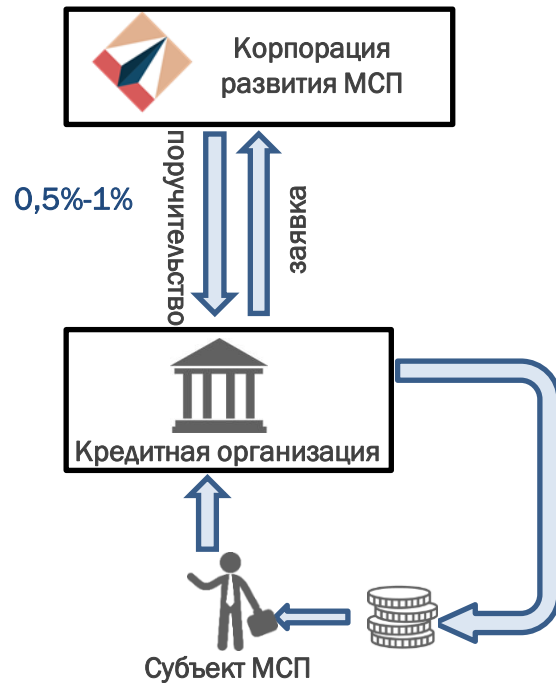 Корпорация
развития МСП
0,5%-1%
поручительство
заявка
Кредитная организация
Субъект МСП